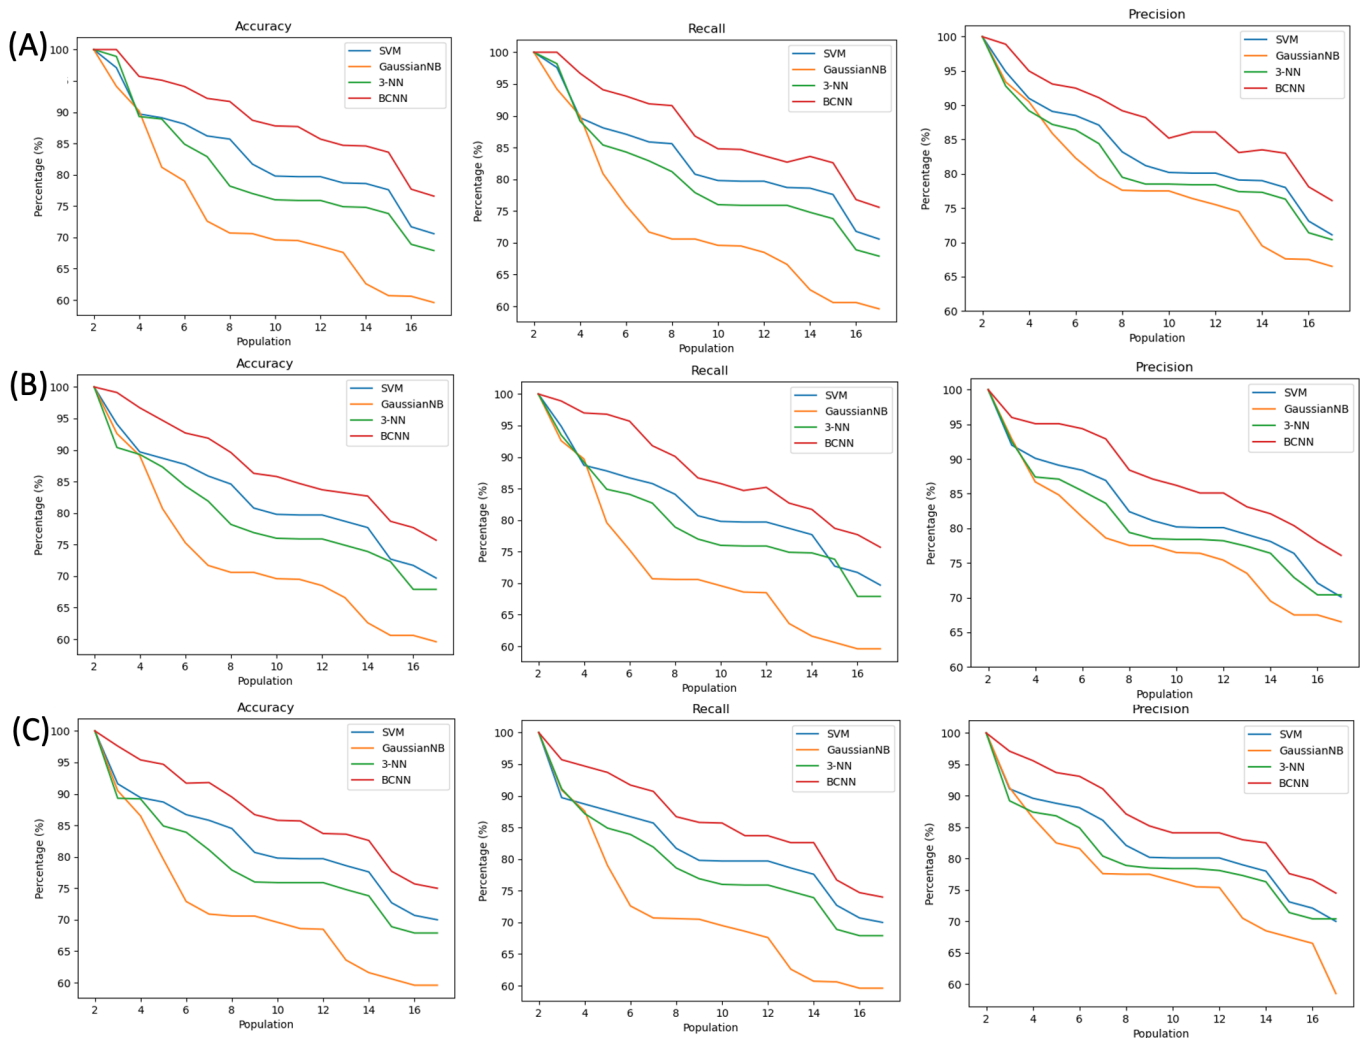 (A)
Accuracy
100
90
85
80
75
70
65
60
2 4 6 8 10 12 14 16
Percentage (%)
Population
SVM
GaussianNB
3-NN
BCNN
Recall
100
95
90
85
80
75
70
65
60
2 4 6 8 10 12 14 16
Percentage (%)
Population
SVM
GaussianNB
3-NN
BCNN
Precision
100
95
90
85
80
75
70
65
60
2 4 6 8 10 12 14 16
Percentage (%)
Population
SVM
GaussianNB
3-NN
BCNN
(B)
Accuracy
100
95
90
85
80
75
70
65
60
2 4 6 8 10 12 14 16
Percentage (%)
Population
SVM
GaussianNB
3-NN
BCNN
Recall
100
95
90
85
80
75
70
65
60
2 4 6 8 10 12 14 16
Percentage (%)
Population
SVM
GaussianNB
3-NN
BCNN
Precision
100
95
90
85
80
75
70
65
60
2 4 6 8 10 12 14 16
Percentage (%)
Population
SVM
GaussianNB
3-NN
BCNN
(C)
Accuracy
100
95
90
85
80
75
70
65
60
2 4 6 8 10 12 14 16
Percentage (%)
Population
SVM
GaussianNB
3-NN
BCNN
Recall
100
95
90
85
80
75
70
65
60
2 4 6 8 10 12 14 16
Percentage (%)
Population
SVM
GaussianNB
3-NN
BCNN
Precision
100
95
90
85
80
75
70
65
60
2 4 6 8 10 12 14 16
Percentage (%)
Population
SVM
GaussianNB
3-NN
BCNN